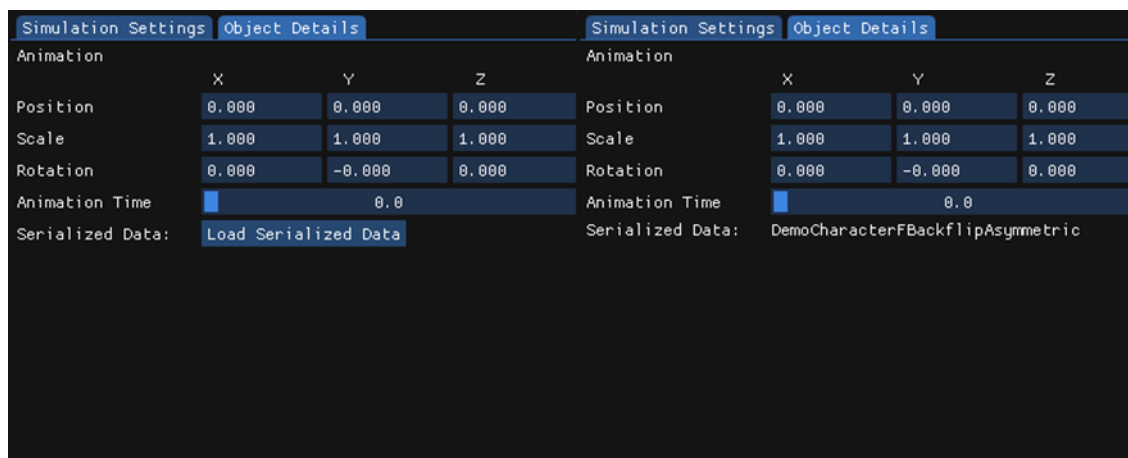 Simulation Settings Object Details
Animation
X Y Z
Position 0.000 0.000 0.000
Scale 1.000 1.000 1.000
Rotation 0.000 -0.000 0.000
Animation Time 0.0
Serialized Data: Load Serialized Data
Simulation Settings Object Details
Animation
X Y Z
Position 0.000 0.000 0.000
Scale 1.000 1.000 1.000
Rotation 0.000 -0.000 0.000
Animation Time 0.0
Serialized Data: DemoCharacterFBackflipAsymmetric